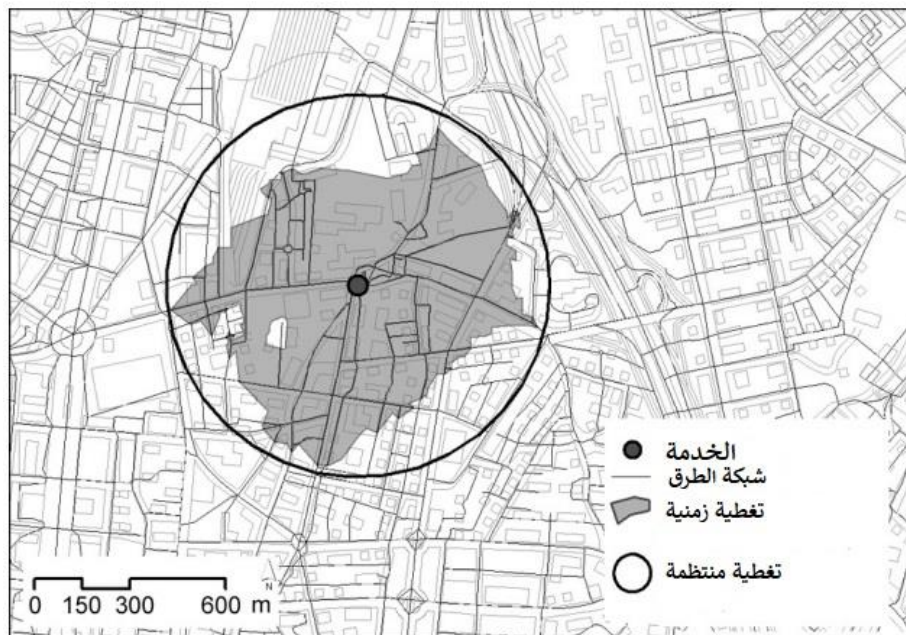 الخدمة
شبكة الطرق
تغطية زمنية
تغطية منتظمة
N
0 150 300 600 m